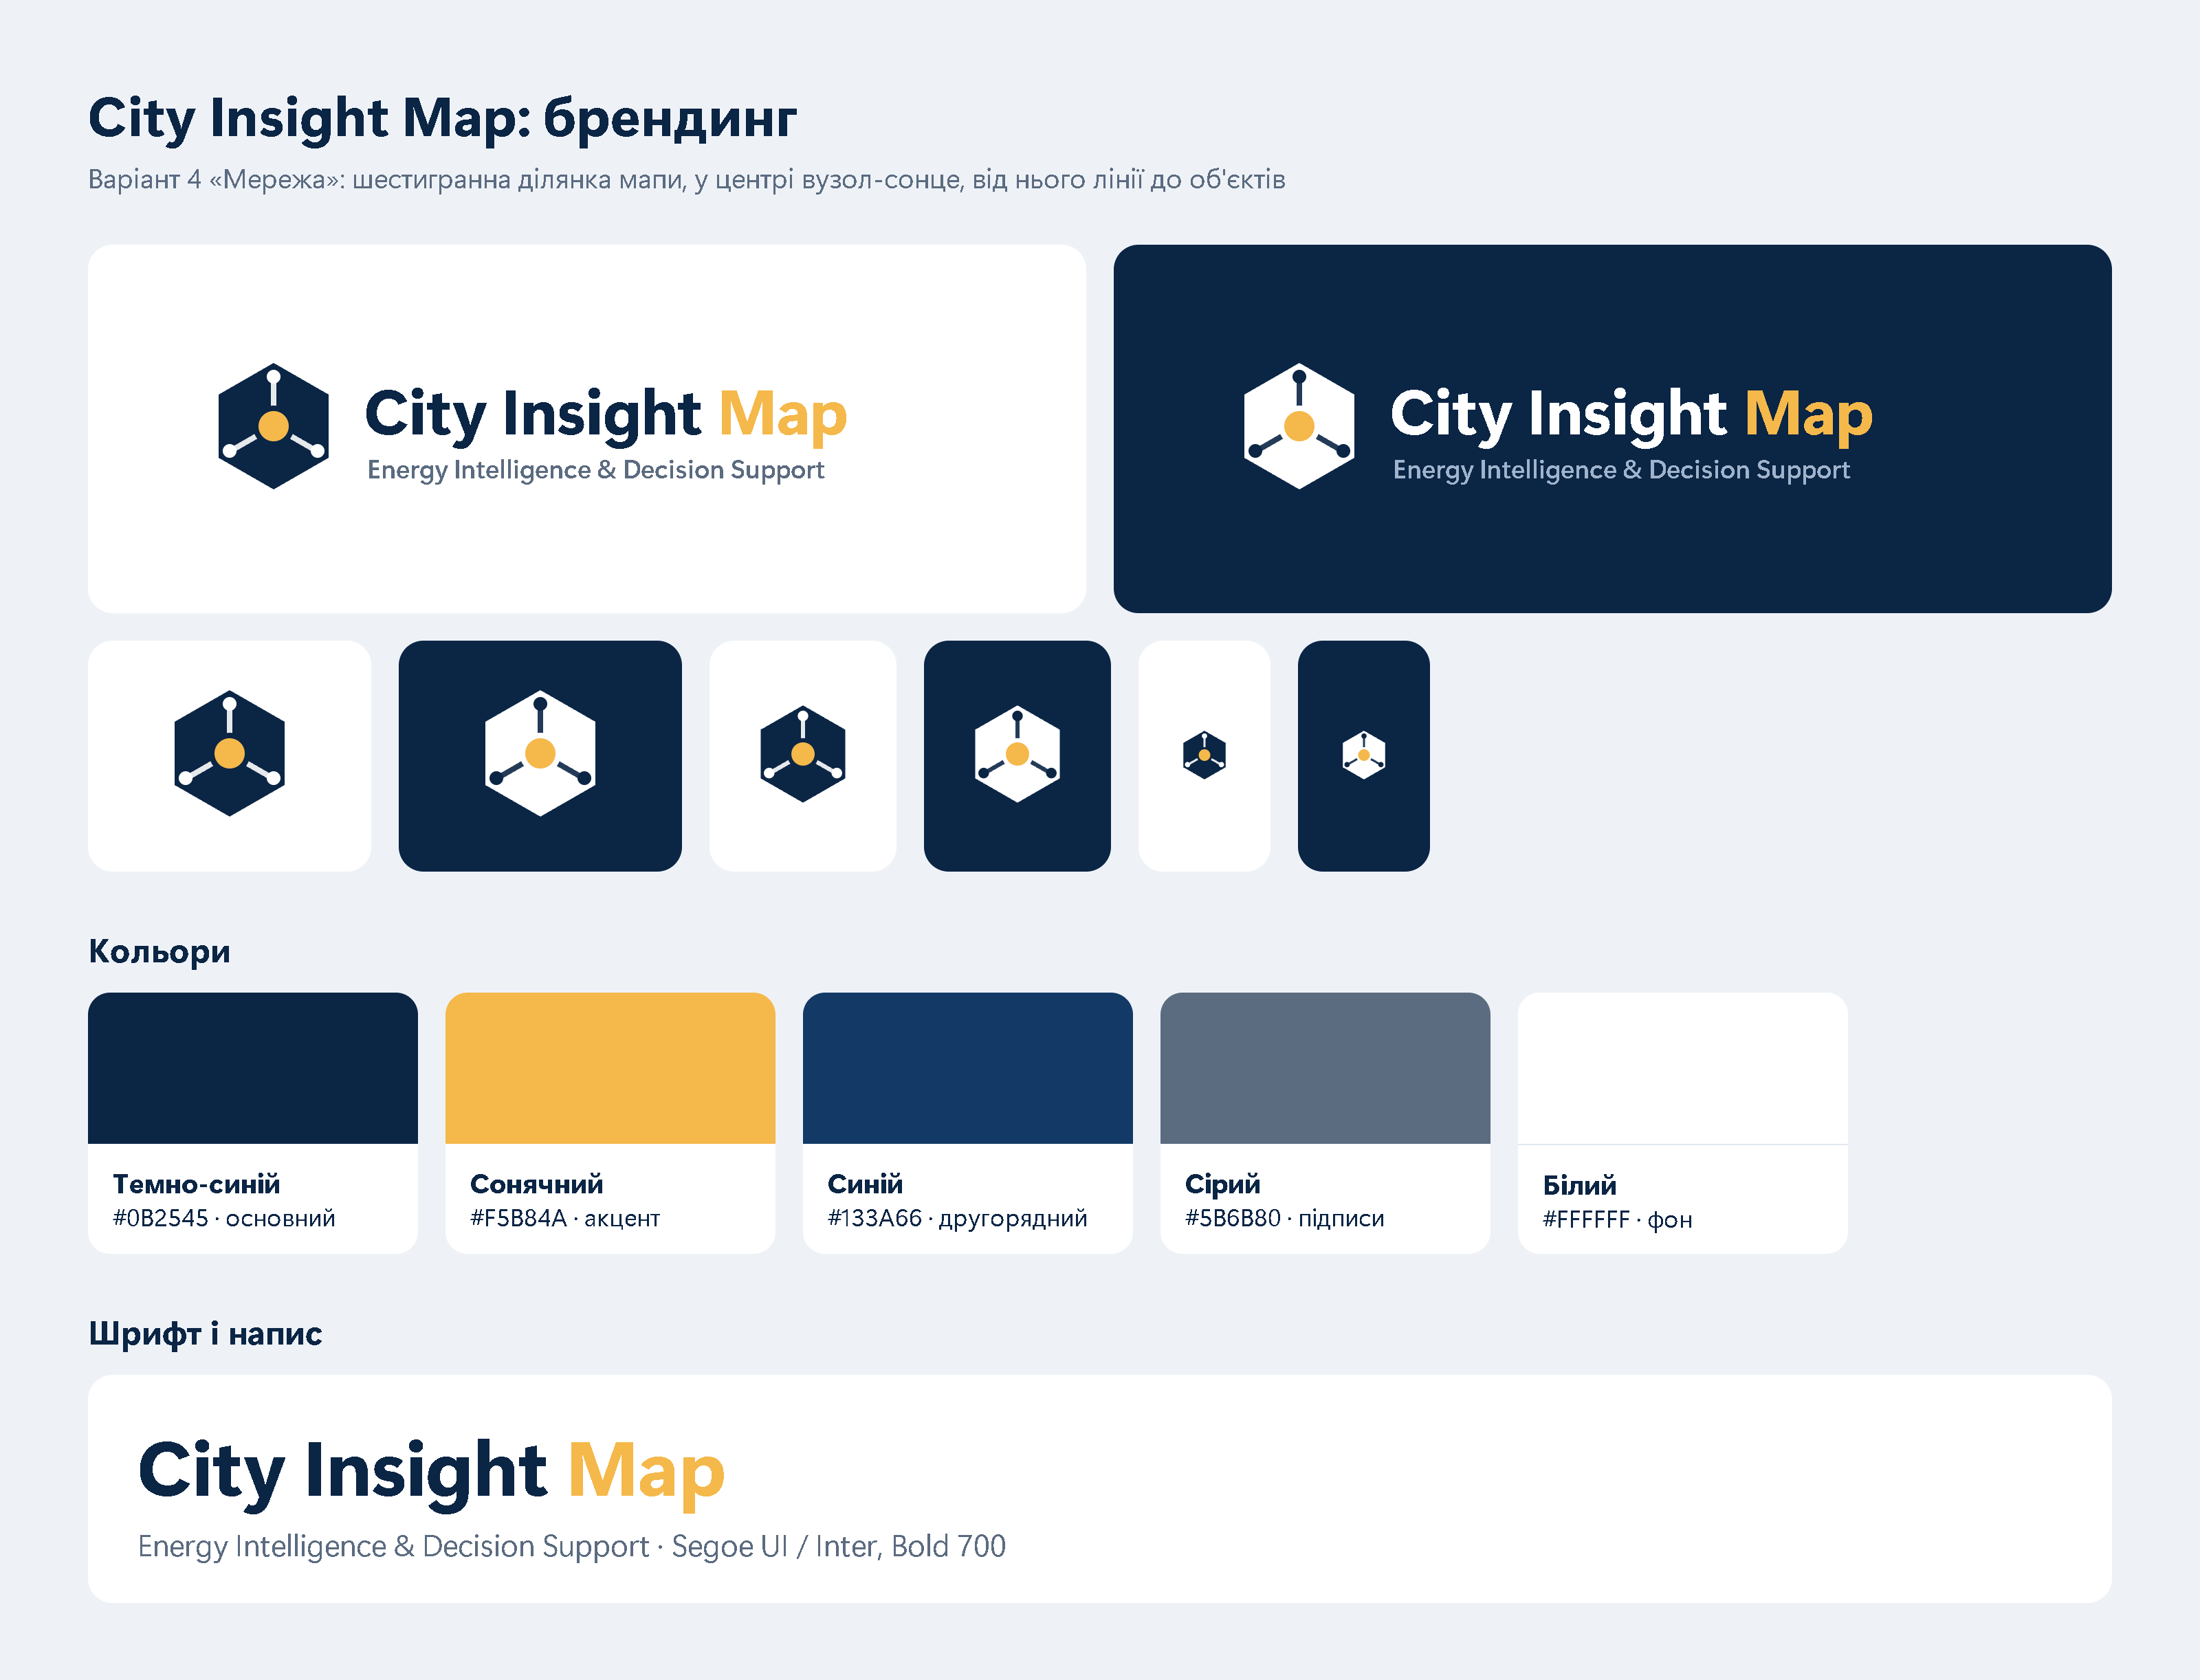 City Insight Map: брендинг
Варіант 4 «Мережа»: шестигранна ділянка мапи, у центрі вузол-сонце, від нього лінії до об'єктів
City Insight Map
Energy Intelligence & Decision Support
City Insight Map
Energy Intelligence & Decision Support
Кольори
Темно-синій
#0B2545 · основний
Сонячний
#F5B84A · акцент
Синій
#133A66 · другорядний
Сірий
#5B6B80 · підписи
Білий
#FFFFFF · фон
Шрифт і напис
City Insight Map
Energy Intelligence & Decision Support · Segoe UI / Inter, Bold 700